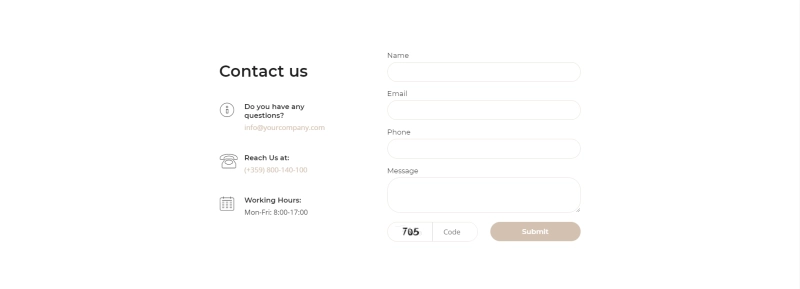 Contact us
Do you have any
questions?
info@yourcompany.com
Reach Us at:
(+359) 800-140-100
Working Hours:
Mon-Fri: 8:00-17:00
Name
Email
Phone
Message
705
Code
Submit